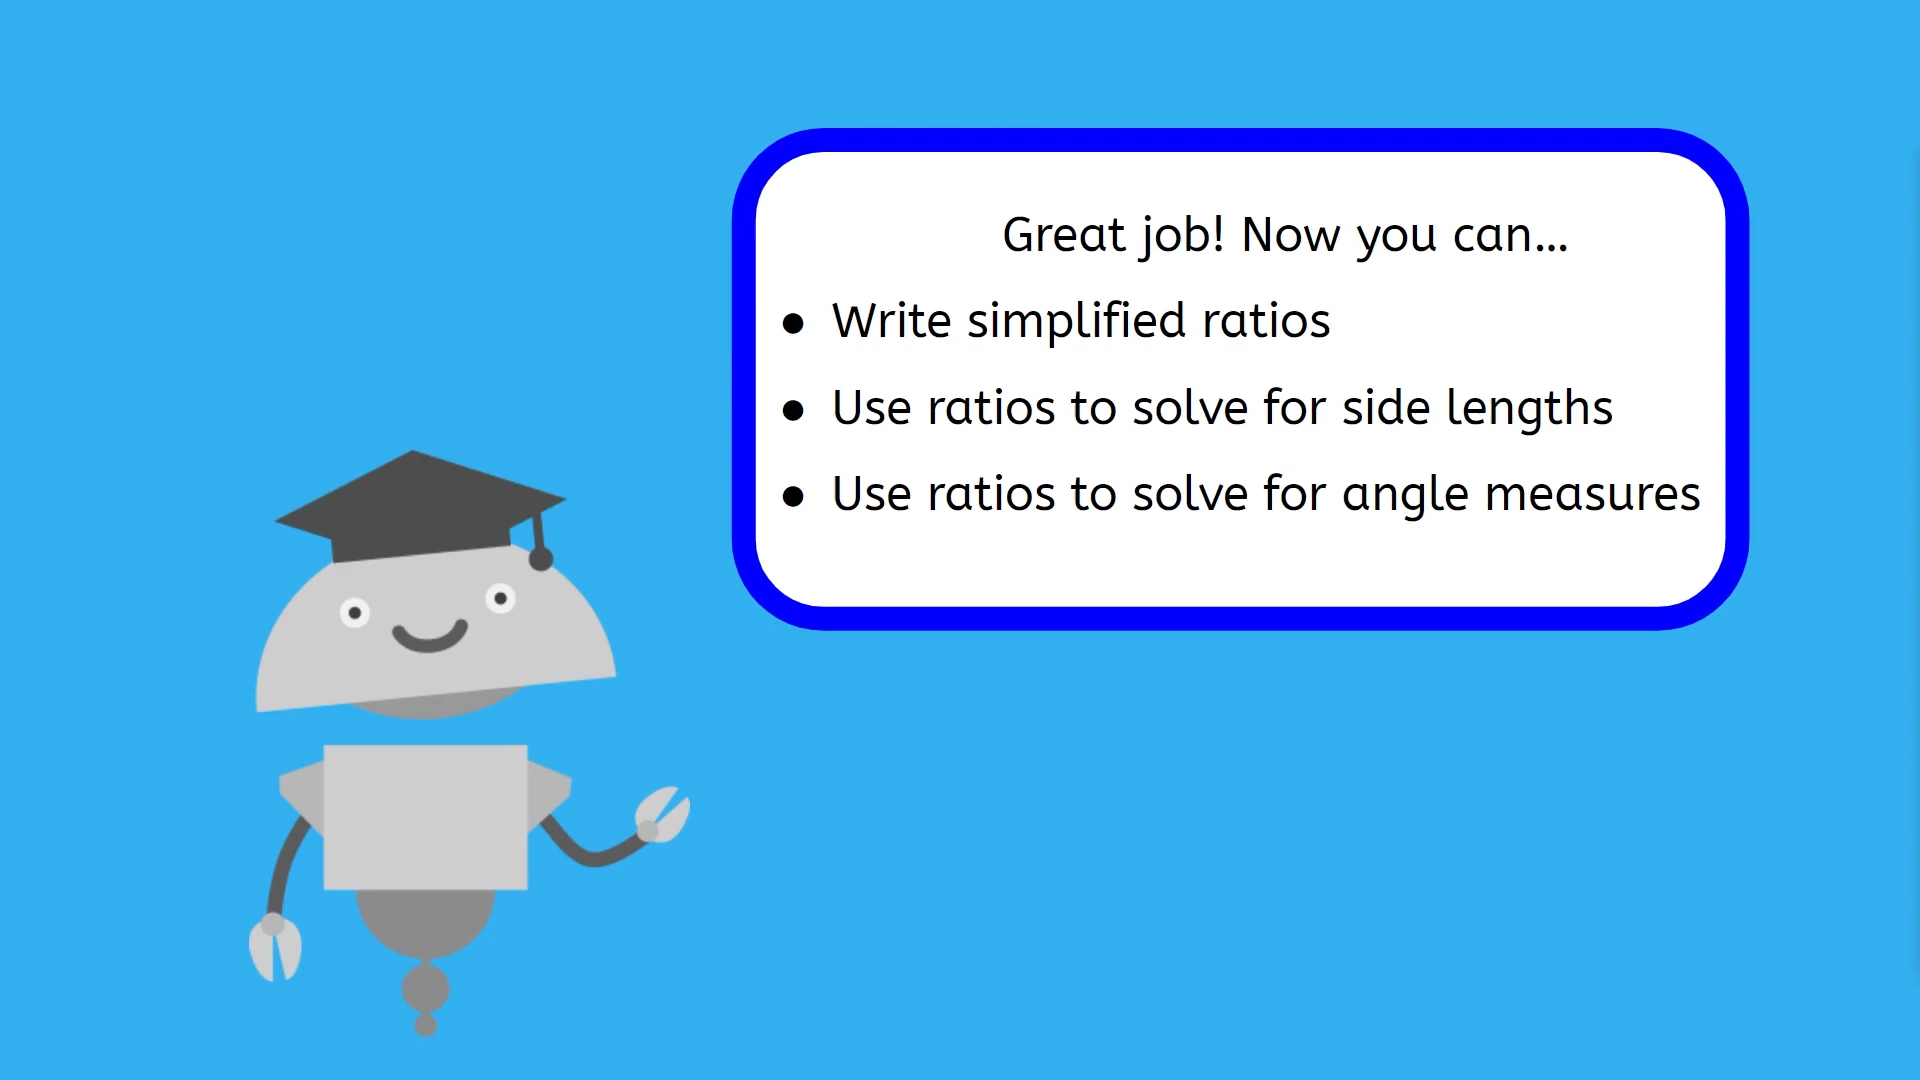 Great job! Now you can...
● Write simplified ratios
● Use ratios to solve for side lengths
● Use ratios to solve for angle measures